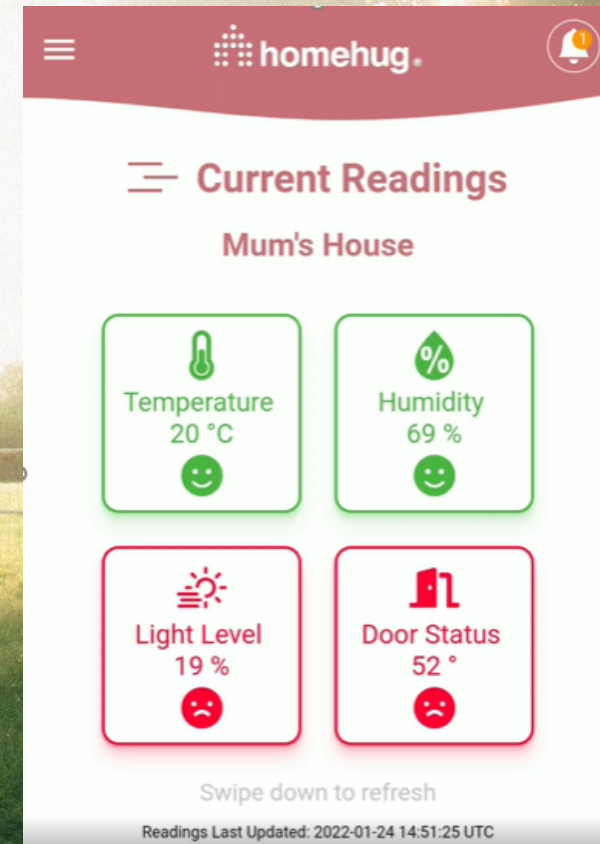 1
homehug®
Current Readings
Mum's House
Temperature
20 °C
%
Humidity
69 %
Light Level
19 %
Door Status
52 °
Swipe down to refresh
Readings Last Updated: 2022-01-24 14:51:25 UTC